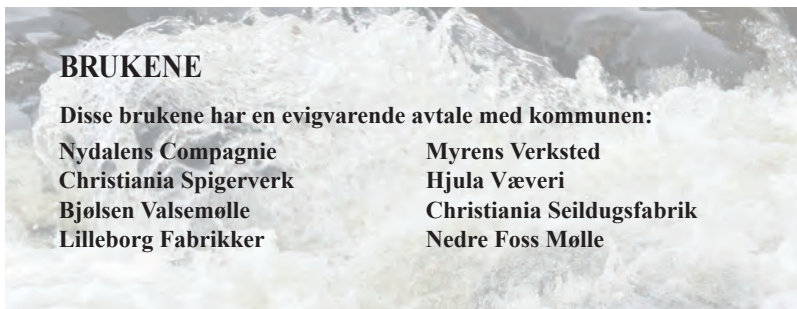 BRUKENE
Disse brukene har en evigvarende avtale med kommunen:
Nydalens Compagnie
Christiania Spigerverk
Bjølsen Valsemølle
Lilleborg Fabrikker
Myrens Verksted
Hjula Væveri
Christiania Seildugsfabrik
Nedre Foss Mølle